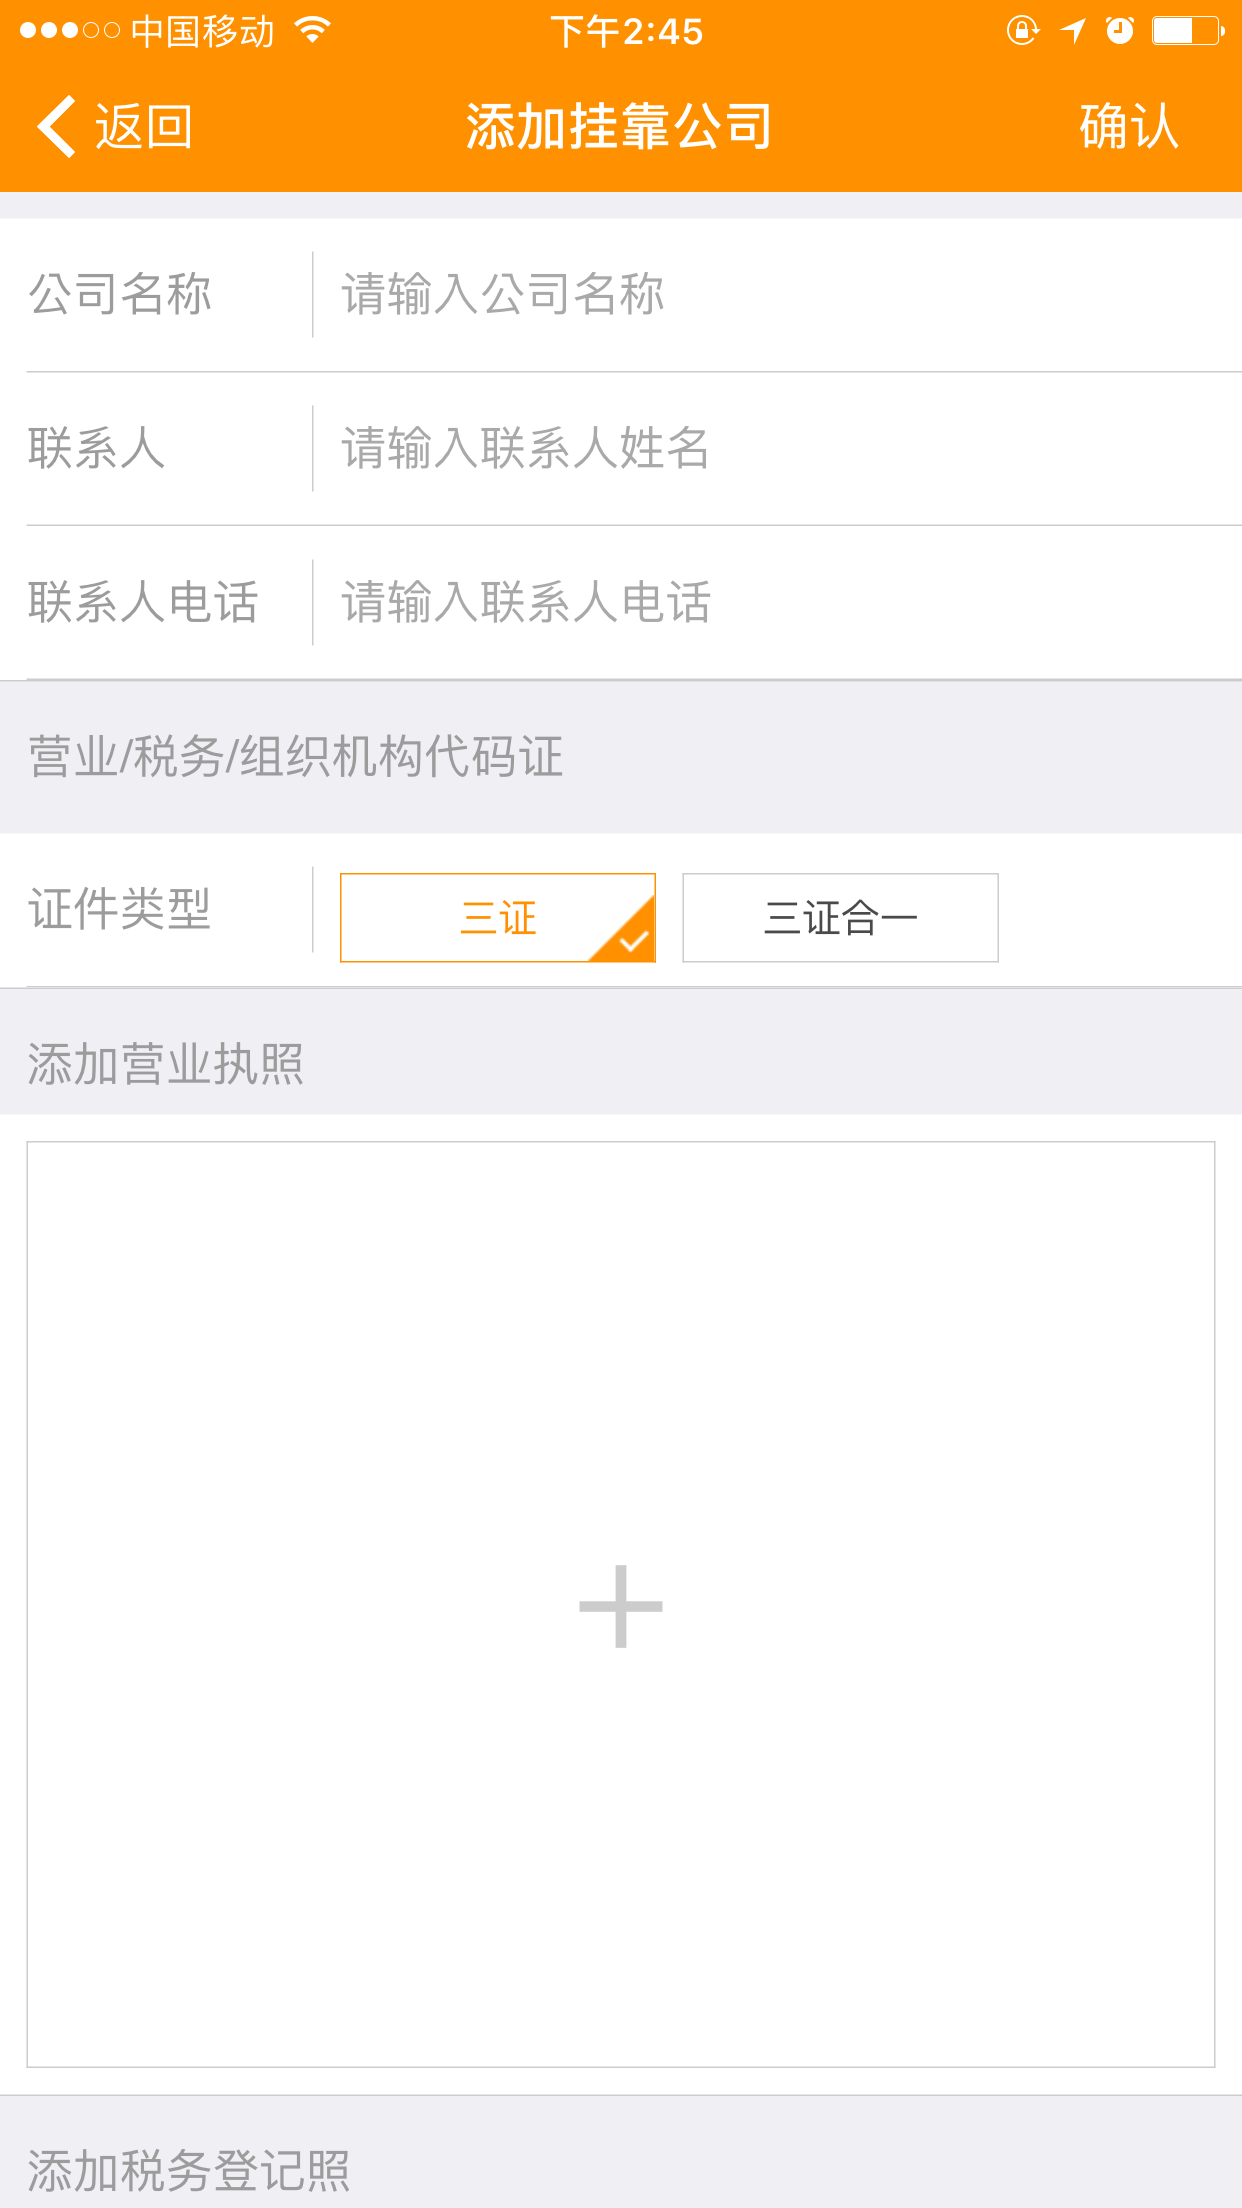 中国移动 下午2:45
返回 添加挂靠公司 确认
公司名称 请输入公司名称
联系人 请输入联系人姓名
联系人电话 请输入联系人电话
营业/税务/组织机构代码证
证件类型 三证 三证合一
添加营业执照
添加税务登记照